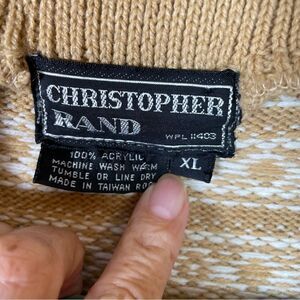 CHRISTOPHER
RAND
WPL 11403
100% ACRYLIC
MACHINE WASH WARM
TUMBLE OR LINE DRY
MADE IN TAIWAN ROC
XL